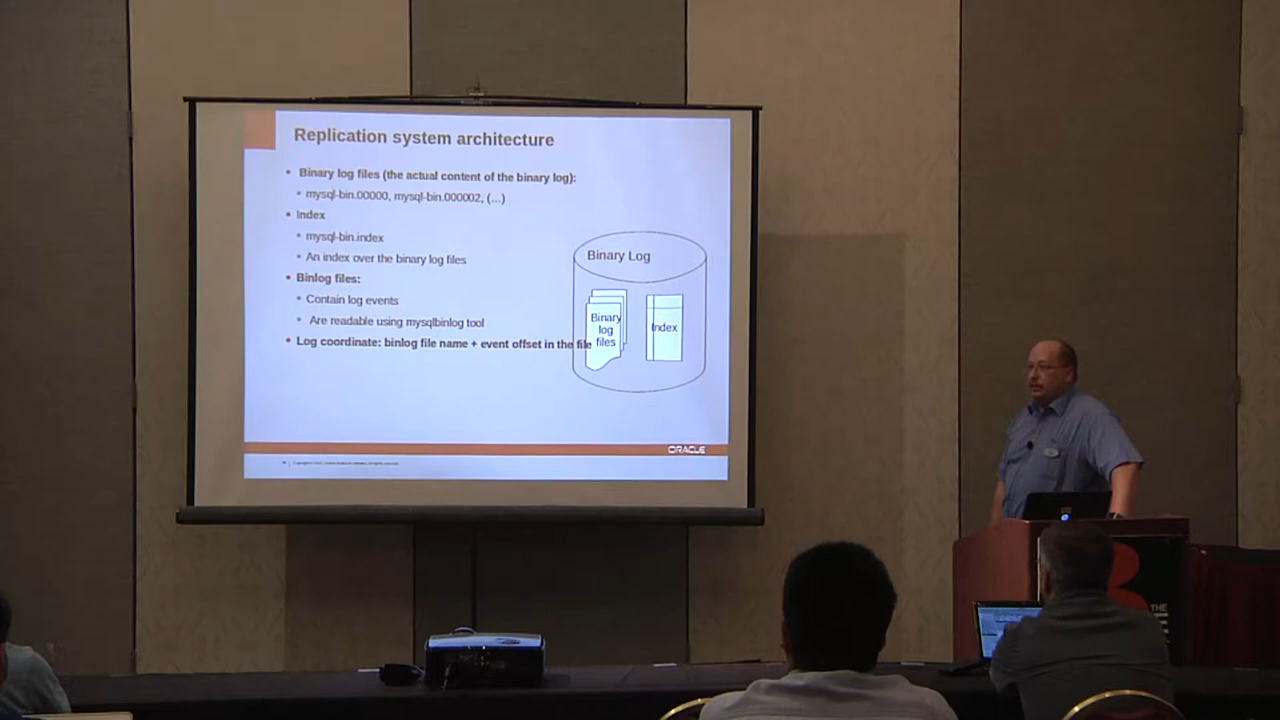 Replication system architecture
• Binary log files (the actual content of the binary log):
• mysql-bin.00000, mysql-bin.000002, (...)
• Index
• mysql-bin.index
• An index over the binary log files
• Binlog files:
• Contain log events
• Are readable using mysqlbinlog tool
• Log coordinate: binlog file name + event offset in the file
Binary Log
Binary
log
files
Index
ORACLE
THE